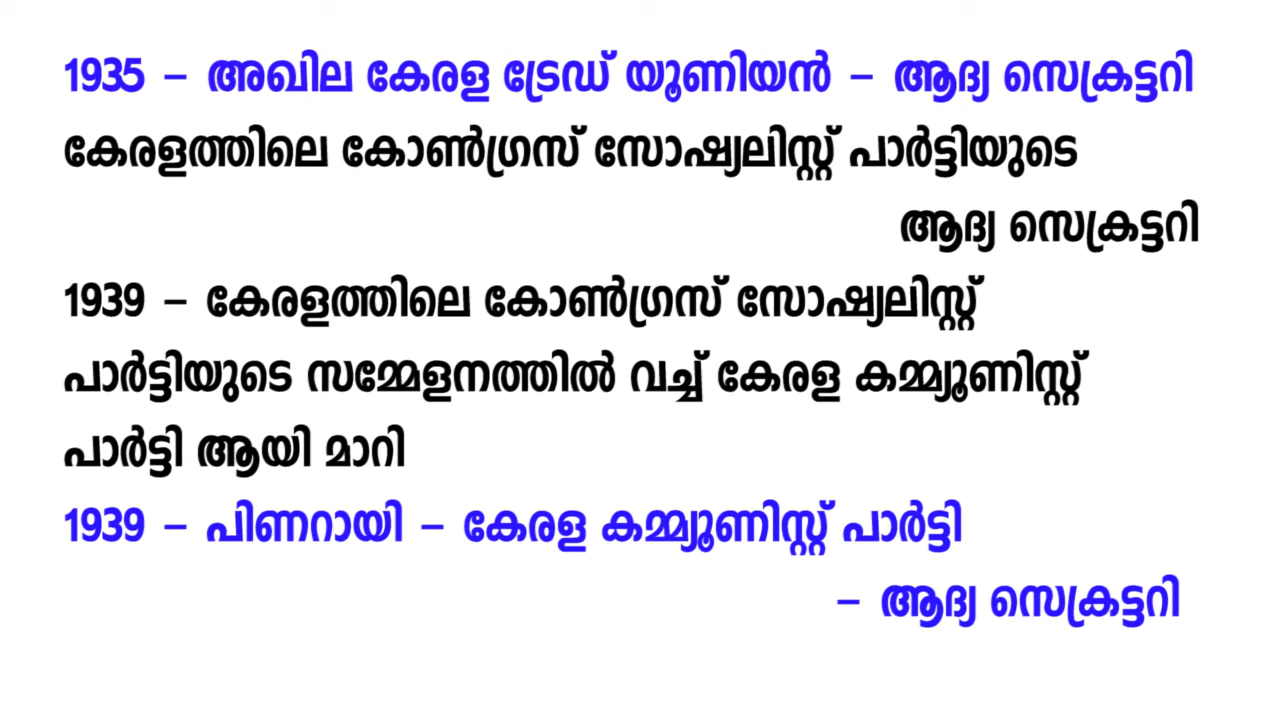 1935 – അഖില കേരള ട്രേഡ് യൂണിയൻ – ആദ്യ സെക്രട്ടറി
കേരളത്തിലെ കോൺഗ്രസ് സോഷ്യലിസ്റ്റ് പാർട്ടിയുടെ
ആദ്യ സെക്രട്ടറി
1939 – കേരളത്തിലെ കോൺഗ്രസ് സോഷ്യലിസ്റ്റ്
പാർട്ടിയുടെ സമ്മേളനത്തിൽ വച്ച് കേരള കമ്മ്യൂണിസ്റ്റ്
പാർട്ടി ആയി മാറി
1939 – പിണറായി – കേരള കമ്മ്യൂണിസ്റ്റ് പാർട്ടി
– ആദ്യ സെക്രട്ടറി